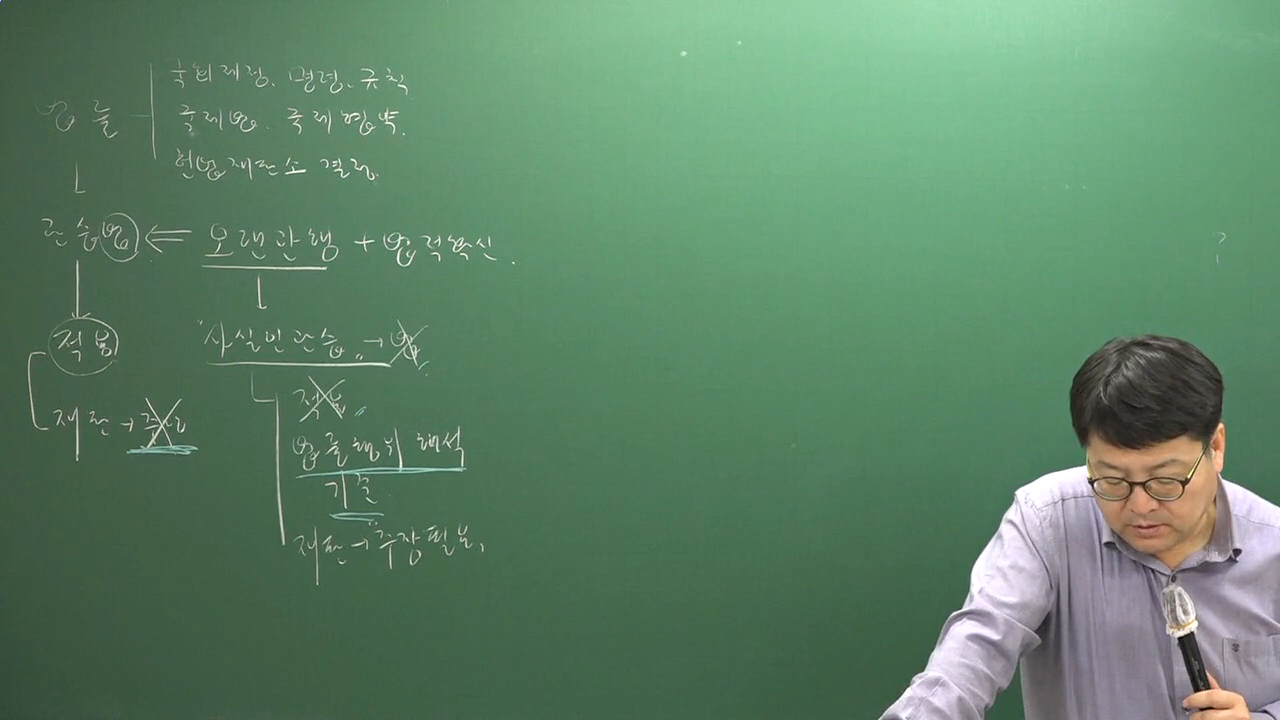 국회제정. 명령. 규칙.
법률
국제법. 국제협약.
헌법재판소 결정.
관습법 ⇐ 오랜관행 + 법적확신.
"사실인관습" → 법
적용
적용
재판 →
법률행위 해석
기준
재판 → 주장필요,